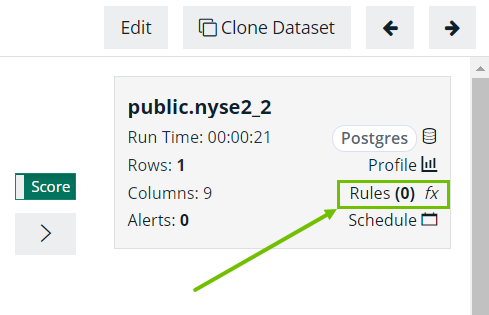 Edit Clone Dataset
public.nyse2_2
Run Time: 00:00:21 Postgres
Rows: 1 Profile
Score Columns: 9 Rules (0) fx
Alerts: 0 Schedule